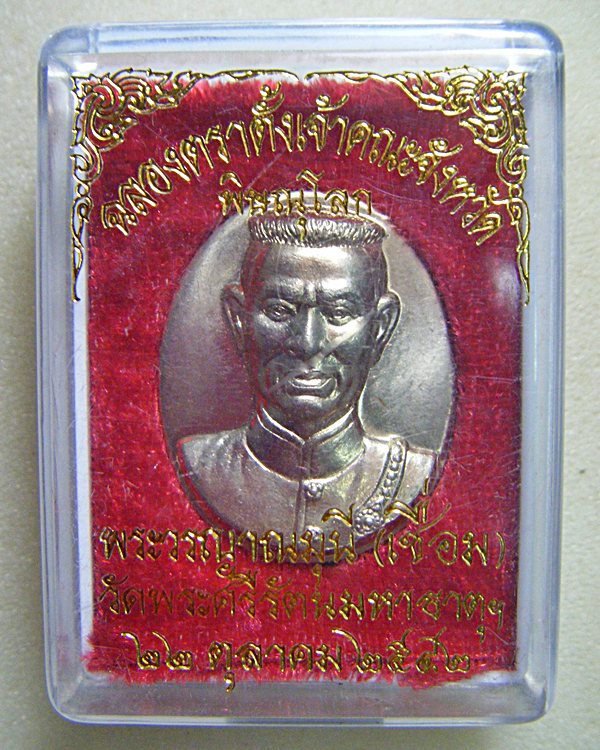 ฉลองตราตั้งเจ้าคณะจังหวัด
พิษณุโลก
พระวรญาณมุนี (เชื่อม)
วัดพระศรีรัตนมหาธาตุฯ
๒๒ ตุลาคม ๒๕๔๒